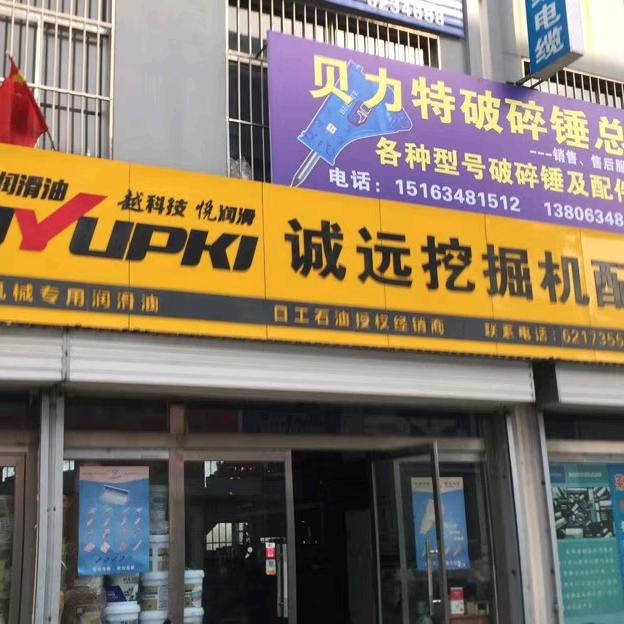 6234666
电缆
贝力特破碎锤总
---销售、售后服
各种型号破碎锤及配件
电话：15163481512 13806348
润滑油
越科技 悦润滑
YUPKI
诚远挖掘机配
机械专用润滑油 日工石油授权经销商 联系电话：6217355